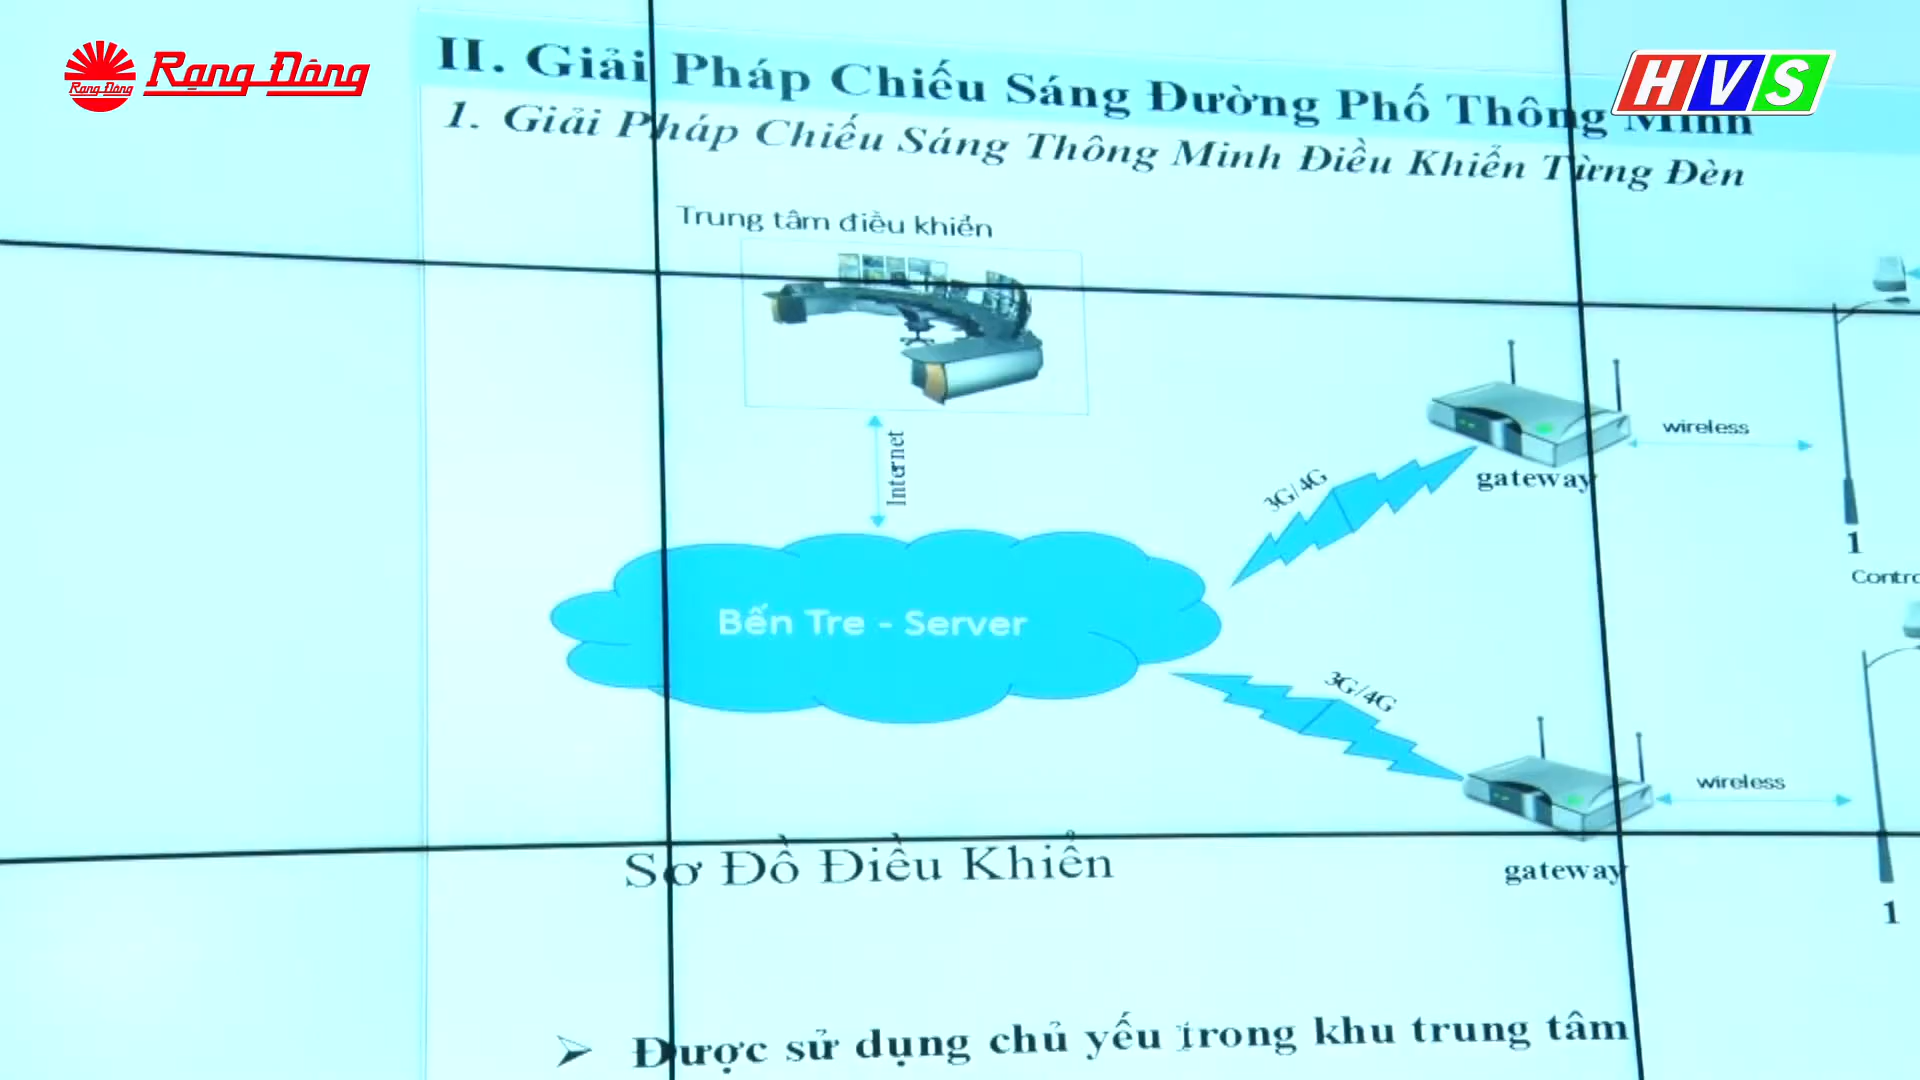 Rạng Đông
Rạng Đông
HVS
II. Giải Pháp Chiếu Sáng Đường Phố Thông Minh
1. Giải Pháp Chiếu Sáng Thông Minh Điều Khiển Từng Đèn
Trung tâm điều khiển
Internet
3G/4G
gateway
wireless
1
Bến Tre - Server
3G/4G
gateway
wireless
1
Sơ Đồ Điều Khiển
➢ Được sử dụng chủ yếu trong khu trung tâm